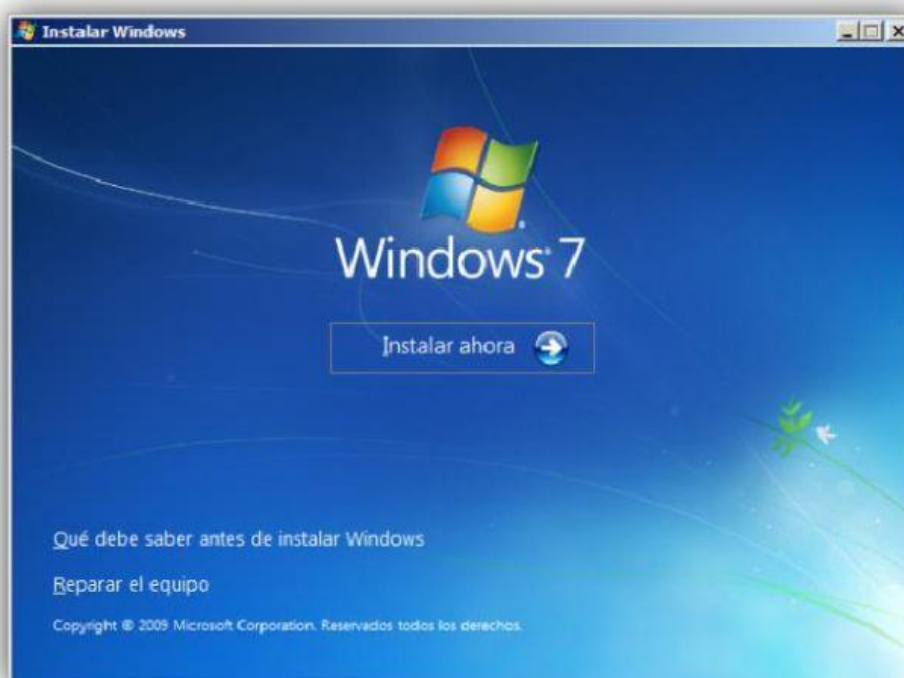 Instalar Windows
Windows® 7
Instalar ahora
Qué debe saber antes de instalar Windows
Reparar el equipo
Copyright © 2009 Microsoft Corporation. Reservados todos los derechos.